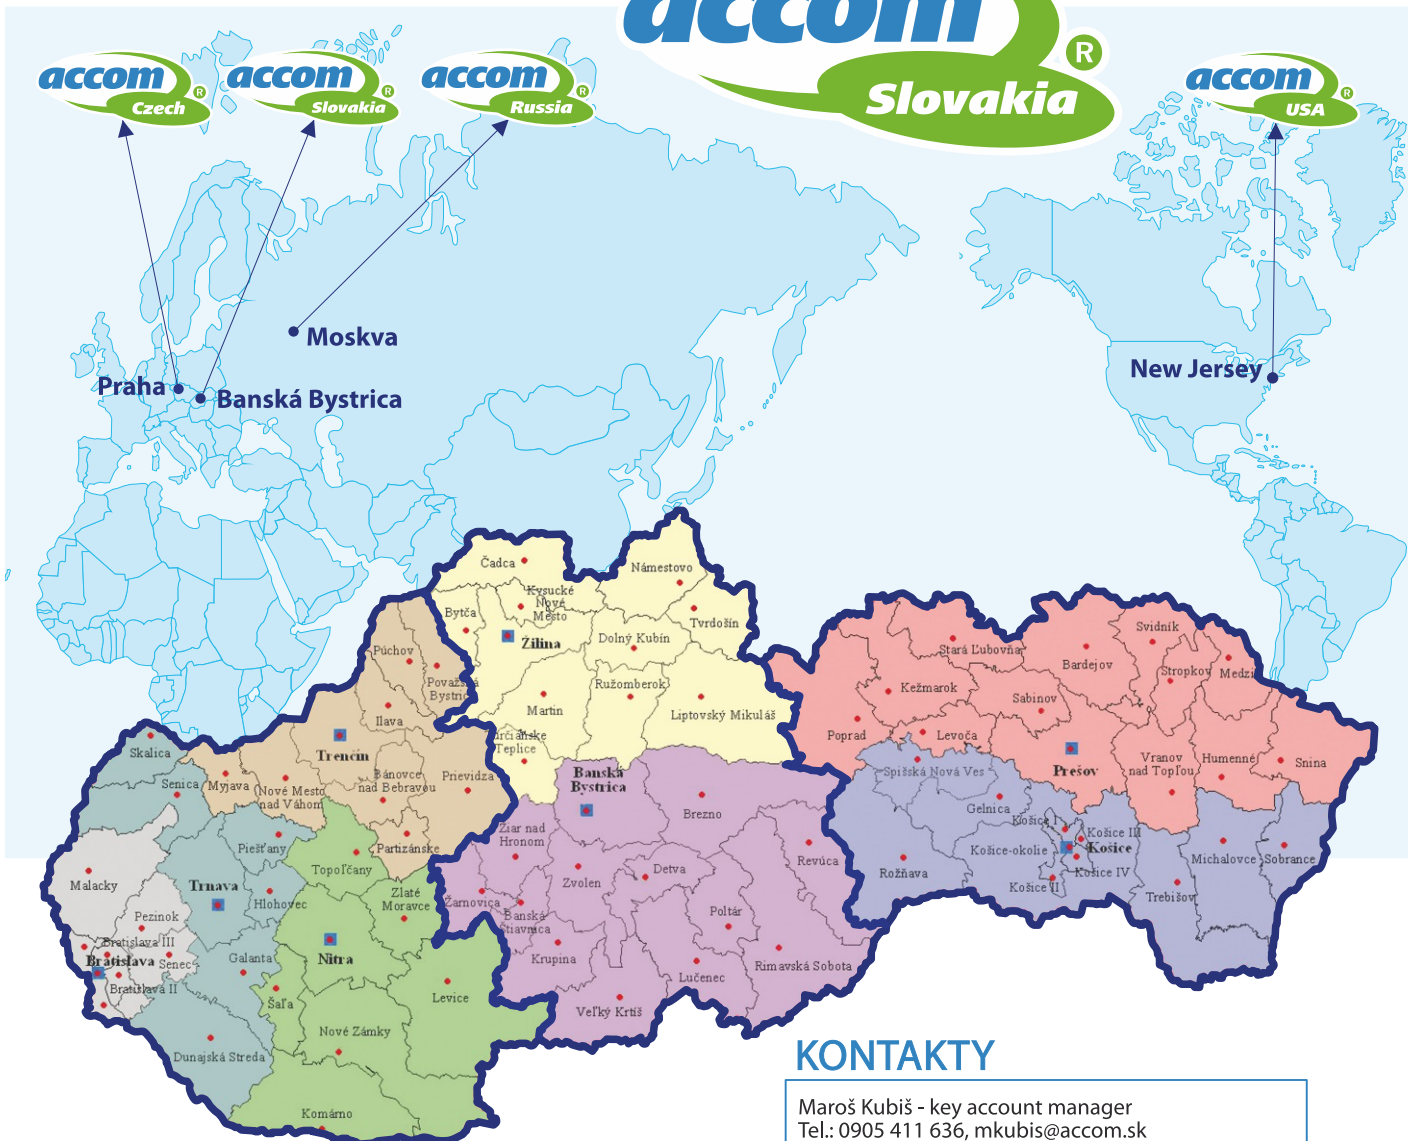 accom
Slovakia
®
accom ®
Czech
accom ®
Slovakia
accom ®
Russia
accom ®
USA
Moskva
Praha
Banská Bystrica
New Jersey
Čadca
Námestovo
Kysucké
Nové
Mesto
Bytča
Tvrdošín
Žilina
Dolný Kubín
Svidník
Púchov
Stará Ľubovňa
Bardejov
Stropkov
Medzi
Považská
Bystric
Ružomberok
Kežmarok
Sabinov
Martin
Liptovský Mikuláš
Ilava
Poprad
Levoča
Turčianske
Teplice
Skalica
Trenčín
Prešov
Vranov
nad Topľou
Humenné
Snina
Bánovce
nad Bebravou
Prievidza
Banská
Bystrica
Spišská Nová Ves
Senica
Myjava
Nové Mesto
nad Váhom
Brezno
Gelnica
Košice I
Košice III
Žiar nad
Hronom
Piešťany
Partizánske
Revúca
Košice-okolie
Košice
Michalovce
Sobrance
Topoľčany
Zvolen
Detva
Rožňava
Košice IV
Malacky
Trnava
Hlohovec
Zlaté
Moravce
Žarnovica
Košice II
Trebišov
Pezinok
Banská
Štiavnica
Poltár
Bratislava III
Bratislava
Senec
Galanta
Nitra
Krupina
Lučenec
Rimavská Sobota
Bratislava II
Šaľa
Levice
Veľký Krtíš
Nové Zámky
Dunajská Streda
Komárno
KONTAKTY
Maroš Kubiš - key account manager
Tel.: 0905 411 636, mkubis@accom.sk